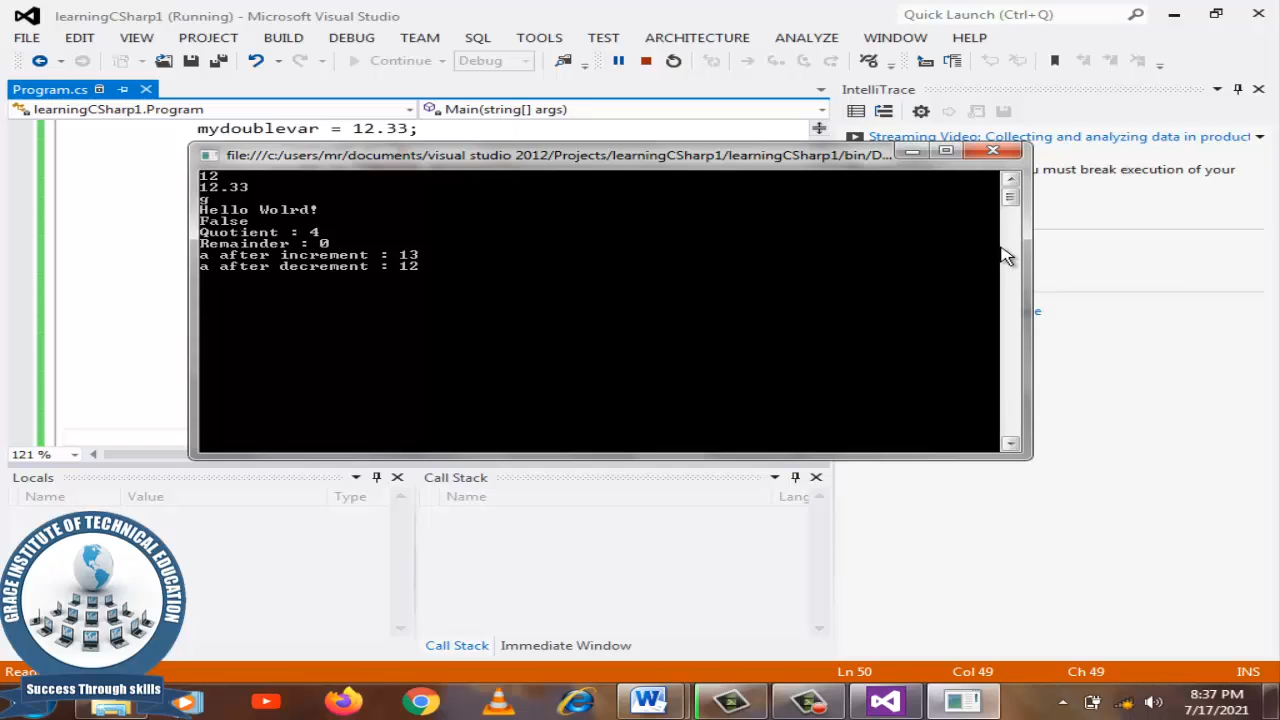 learningCSharp1 (Running) - Microsoft Visual Studio
Quick Launch (Ctrl+Q)
FILE EDIT VIEW PROJECT BUILD DEBUG TEAM SQL TOOLS TEST ARCHITECTURE ANALYZE WINDOW HELP
Continue Debug
Program.cs
IntelliTrace
learningCSharp1.Program
Main(string[] args)
mydoublevar = 12.33;
Streaming Video: Collecting and analyzing data in product
file:///c:/users/mr/documents/visual studio 2012/Projects/learningCSharp1/learningCSharp1/bin/D...
u must break execution of your
12
12.33
g
Hello Wolrd!
False
Quotient : 4
Remainder : 0
a after increment : 13
a after decrement : 12
e
121 %
Locals
Call Stack
Name Value Type
Name Lang
GRACE INSTITUTE OF TECHNICAL EDUCATION
Success Through skills
Call Stack Immediate Window
Rea
Ln 50 Col 49 Ch 49 INS
8:37 PM
7/17/2021